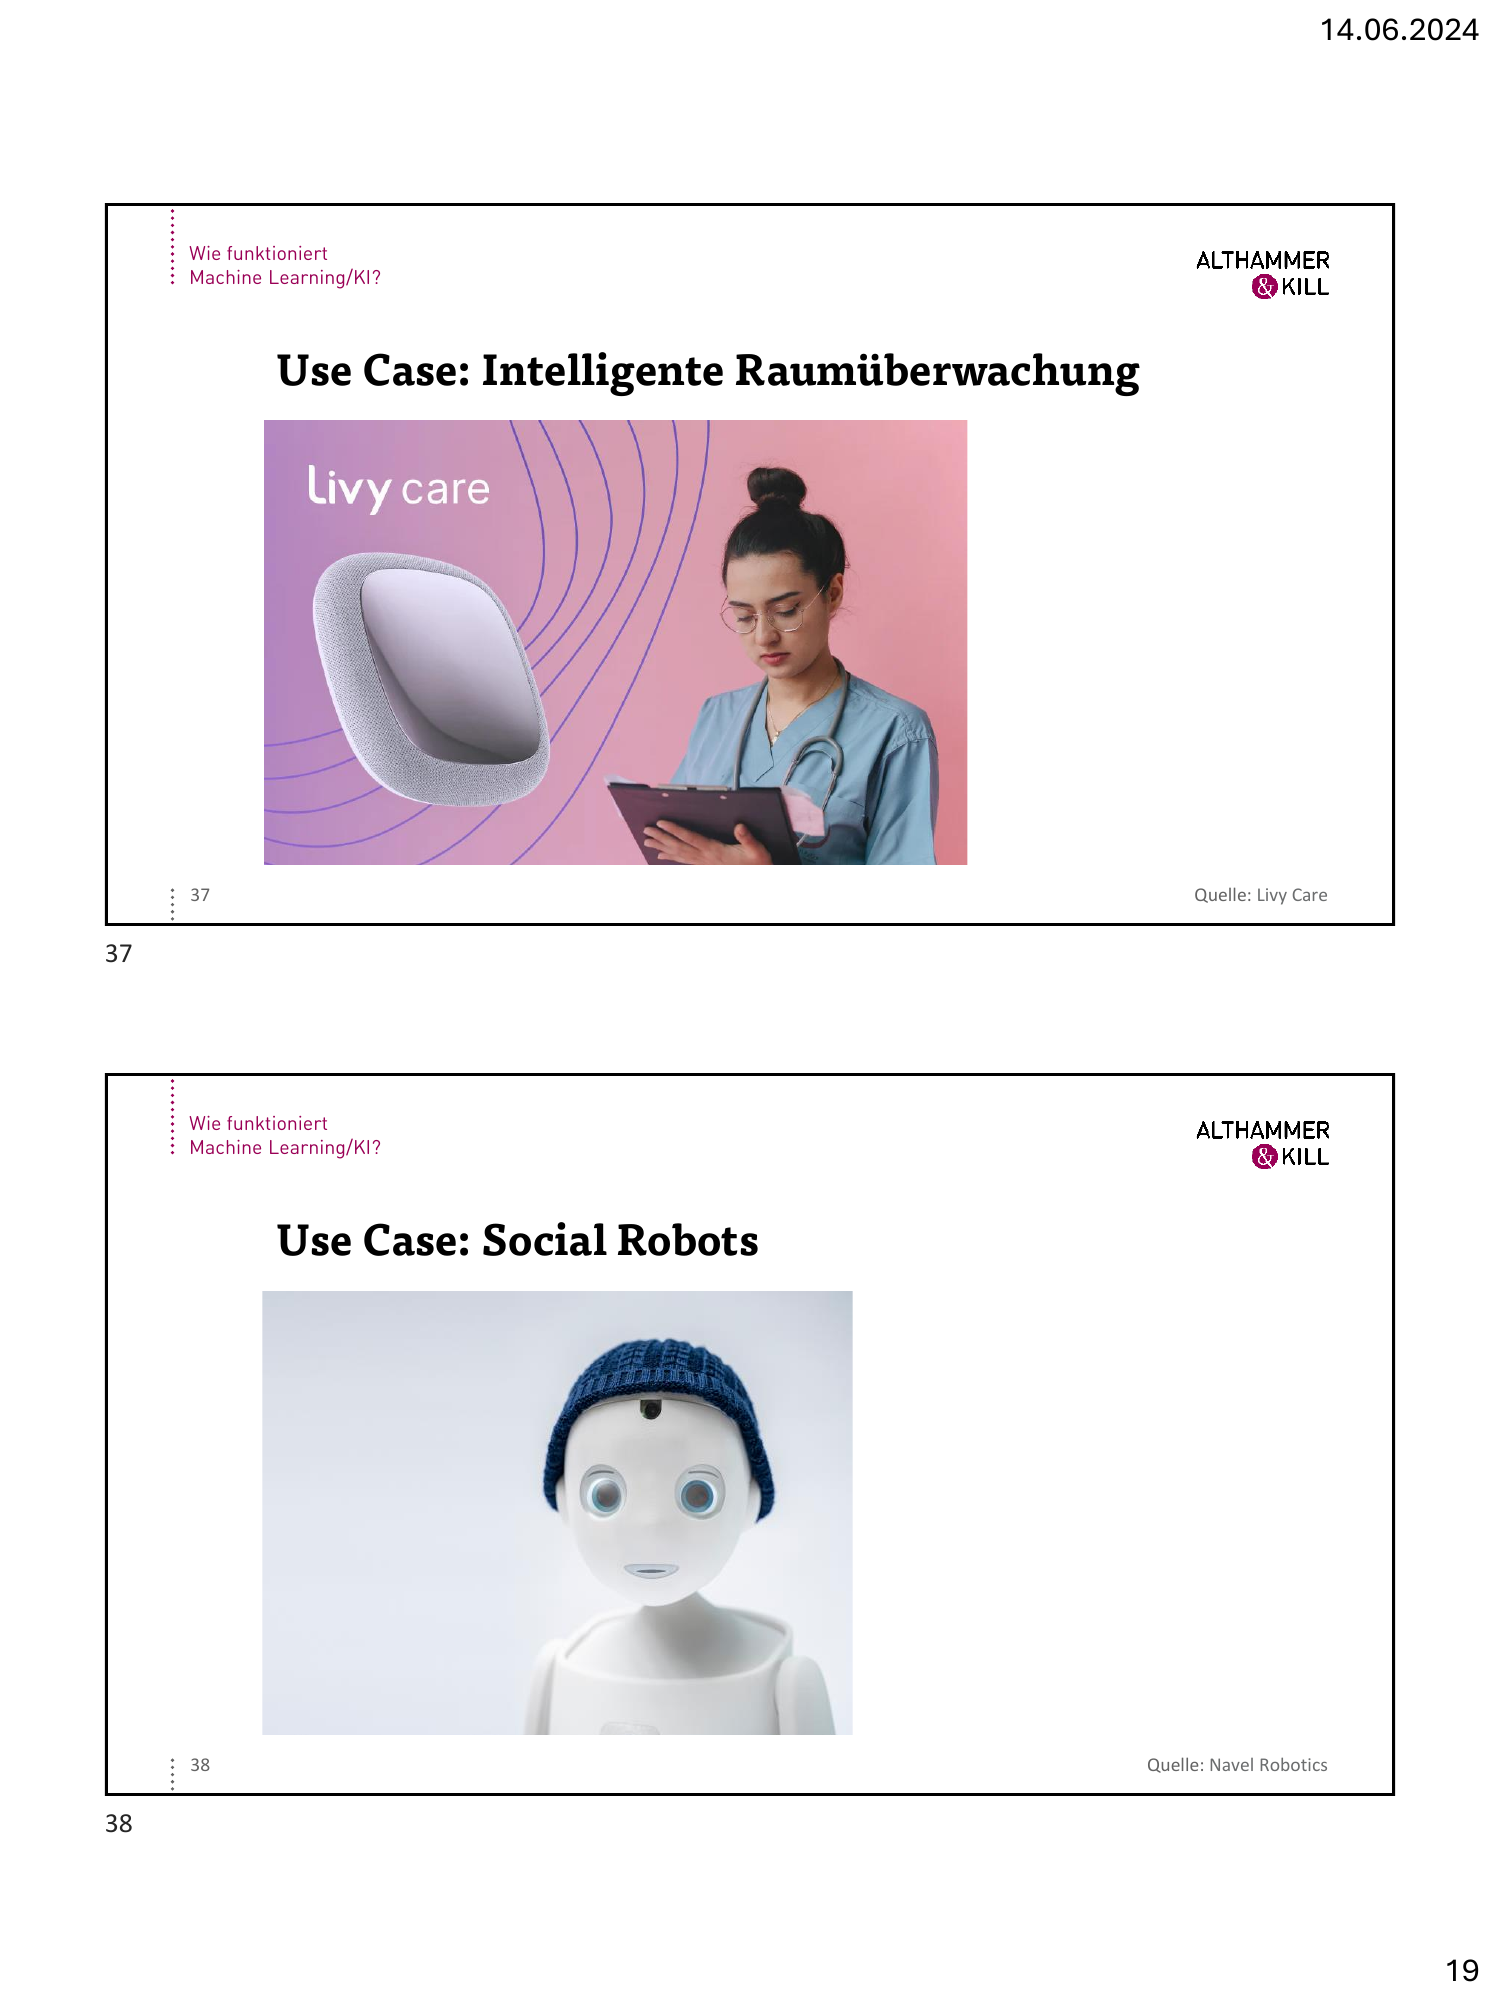 14.06.2024
Wie funktioniert
Machine Learning/KI?
ALTHAMMER
& KILL
Use Case: Intelligente Raumüberwachung
Livy care
37
Quelle: Livy Care
37
Wie funktioniert
Machine Learning/KI?
ALTHAMMER
& KILL
Use Case: Social Robots
38
Quelle: Navel Robotics
38
19